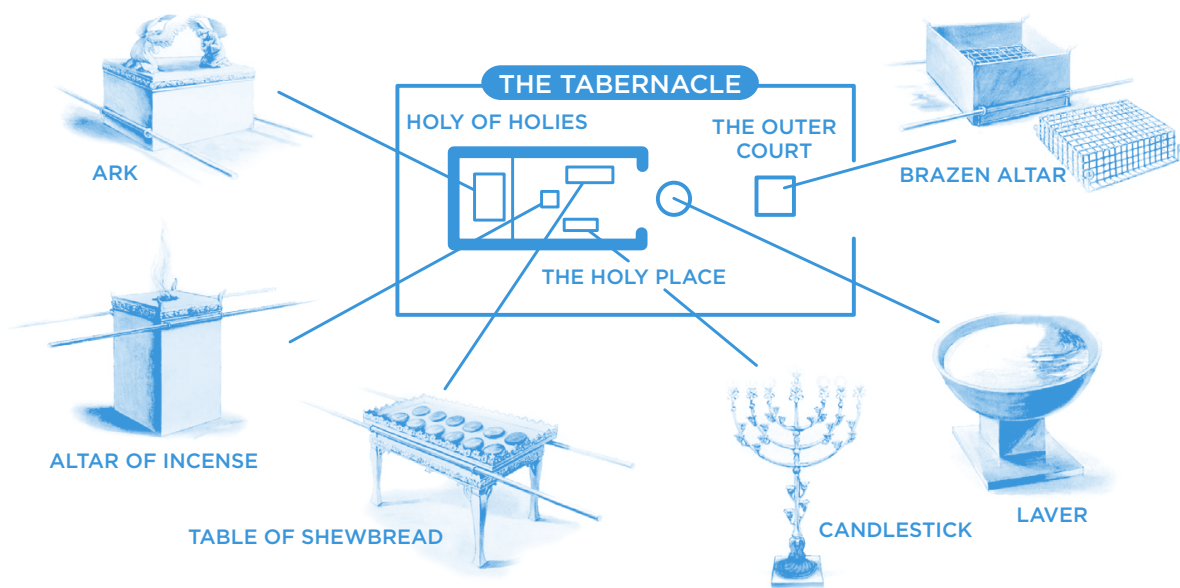 THE TABERNACLE
HOLY OF HOLIES
THE OUTER
COURT
ARK
BRAZEN ALTAR
THE HOLY PLACE
ALTAR OF INCENSE
TABLE OF SHEWBREAD
CANDLESTICK
LAVER